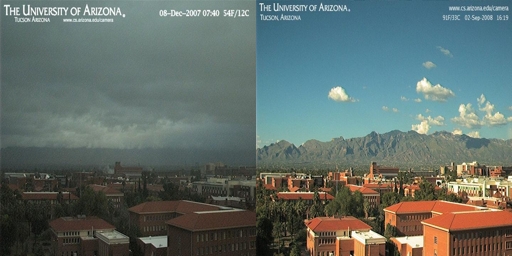 THE UNIVERSITY OF ARIZONA®
TUCSON ARIZONA
www.cs.arizona.edu/camera
08-Dec-2007 07:40 54F/12C
THE UNIVERSITY OF ARIZONA®
TUCSON, ARIZONA
www.cs.arizona.edu/camera
91F/33C 02-Sep-2008 16:19